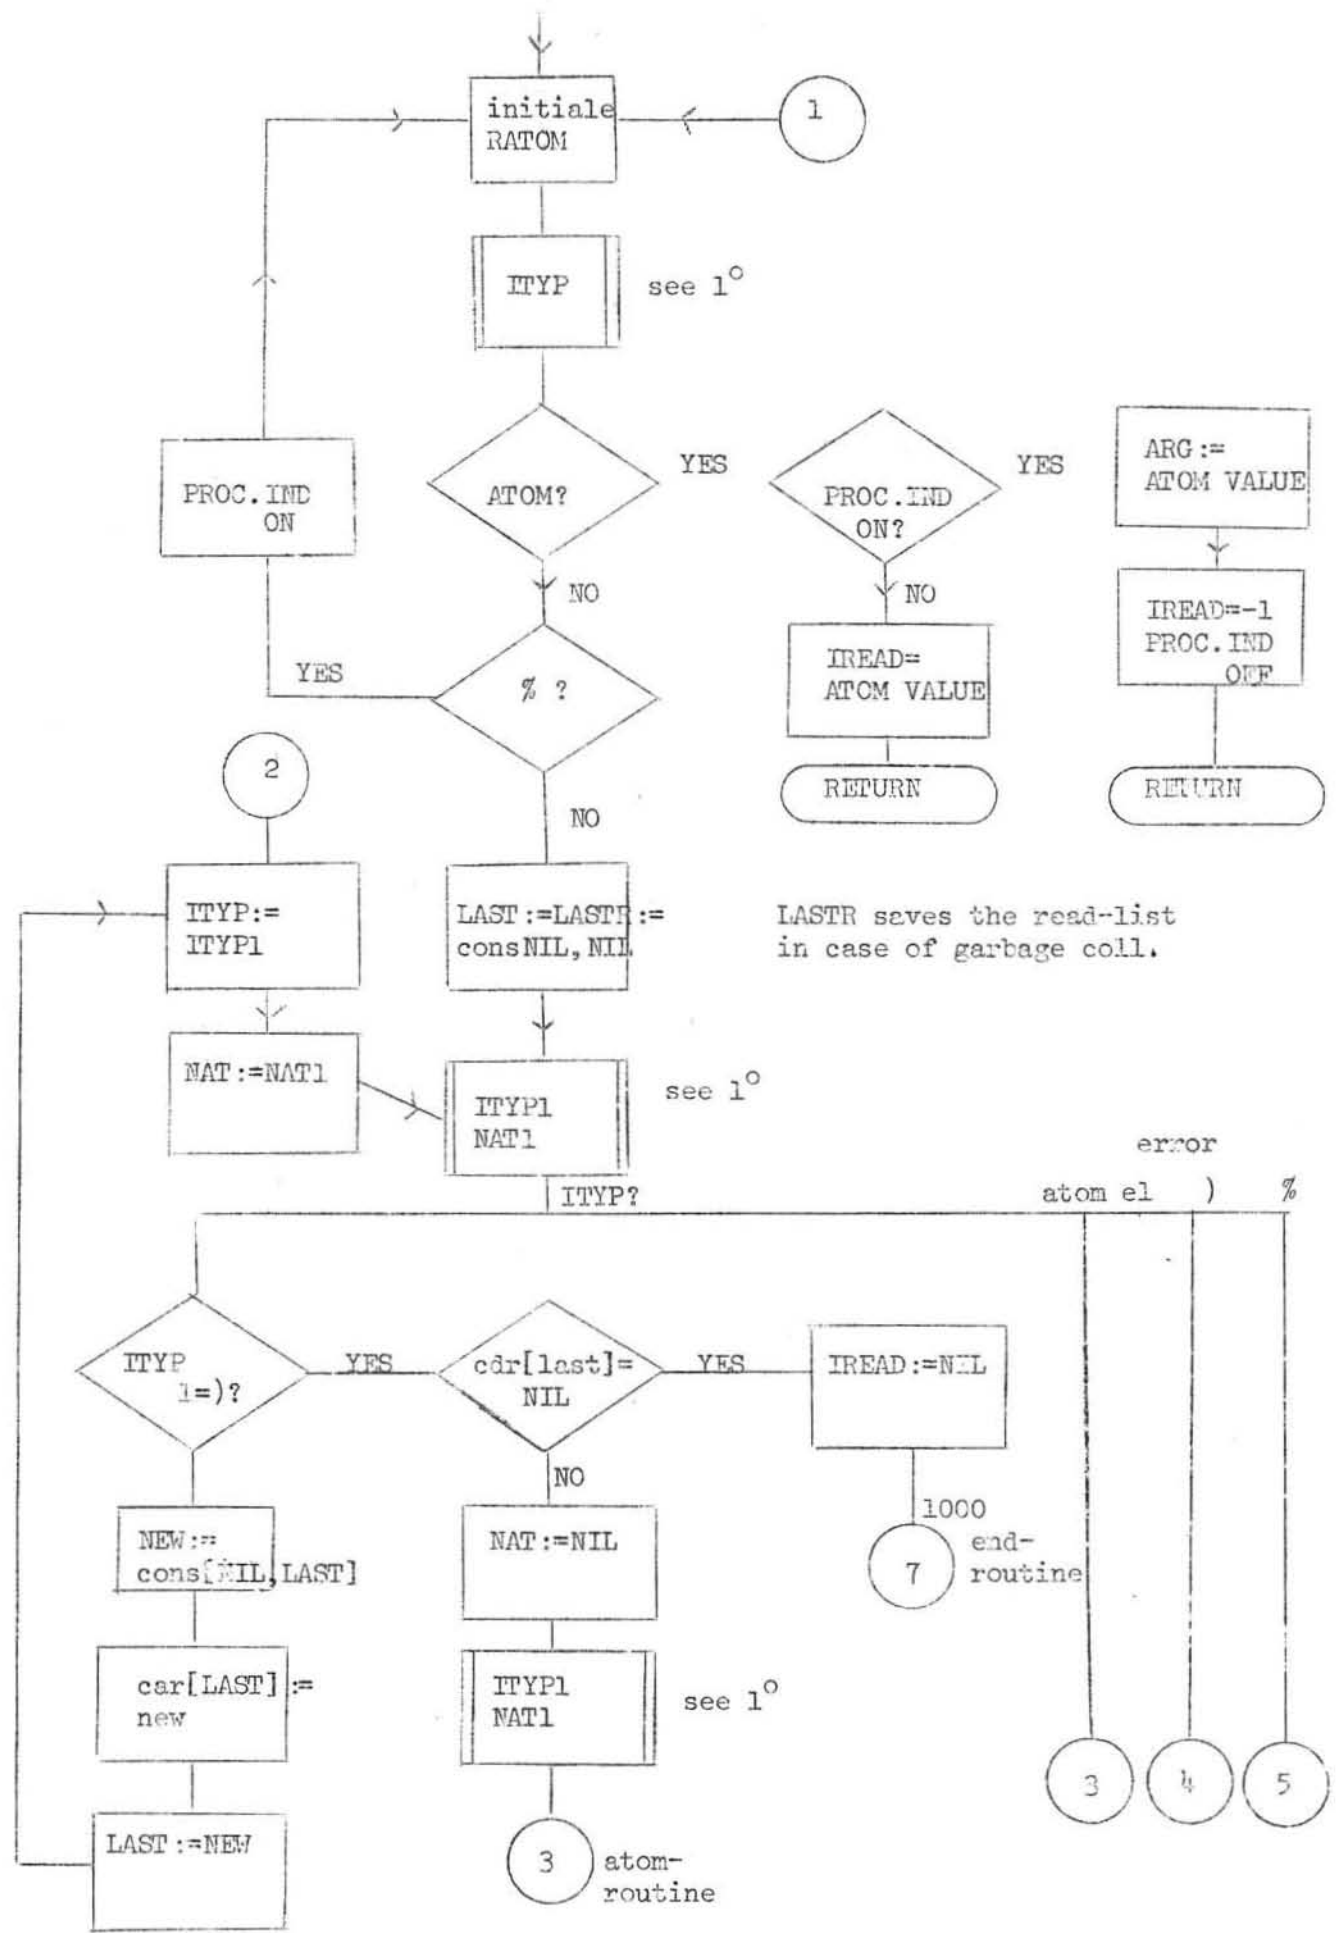 initiale
RATOM
1
ITYP
see 1°
ATOM?
YES
NO
PROC.IND
ON?
YES
NO
ARG:=
ATOM VALUE
IREAD=-1
PROC.IND
OFF
RETURN
IREAD=
ATOM VALUE
RETURN
PROC.IND
ON
% ?
YES
NO
2
ITYP:=
ITYP1
LAST:=LASTR:=
consNIL,NIL
LASTR saves the read-list
in case of garbage coll.
NAT:=NAT1
ITYP1
NAT1
see 1°
ITYP?
error
atom el ) %
ITYP
1=)?
YES
cdr[last]=
NIL
YES
IREAD:=NIL
NO
1000
7
end-
routine
NEW:=
cons[NIL,LAST]
NAT:=NIL
car[LAST]:=
new
ITYP1
NAT1
see 1°
3
4
5
LAST:=NEW
3
atom-
routine